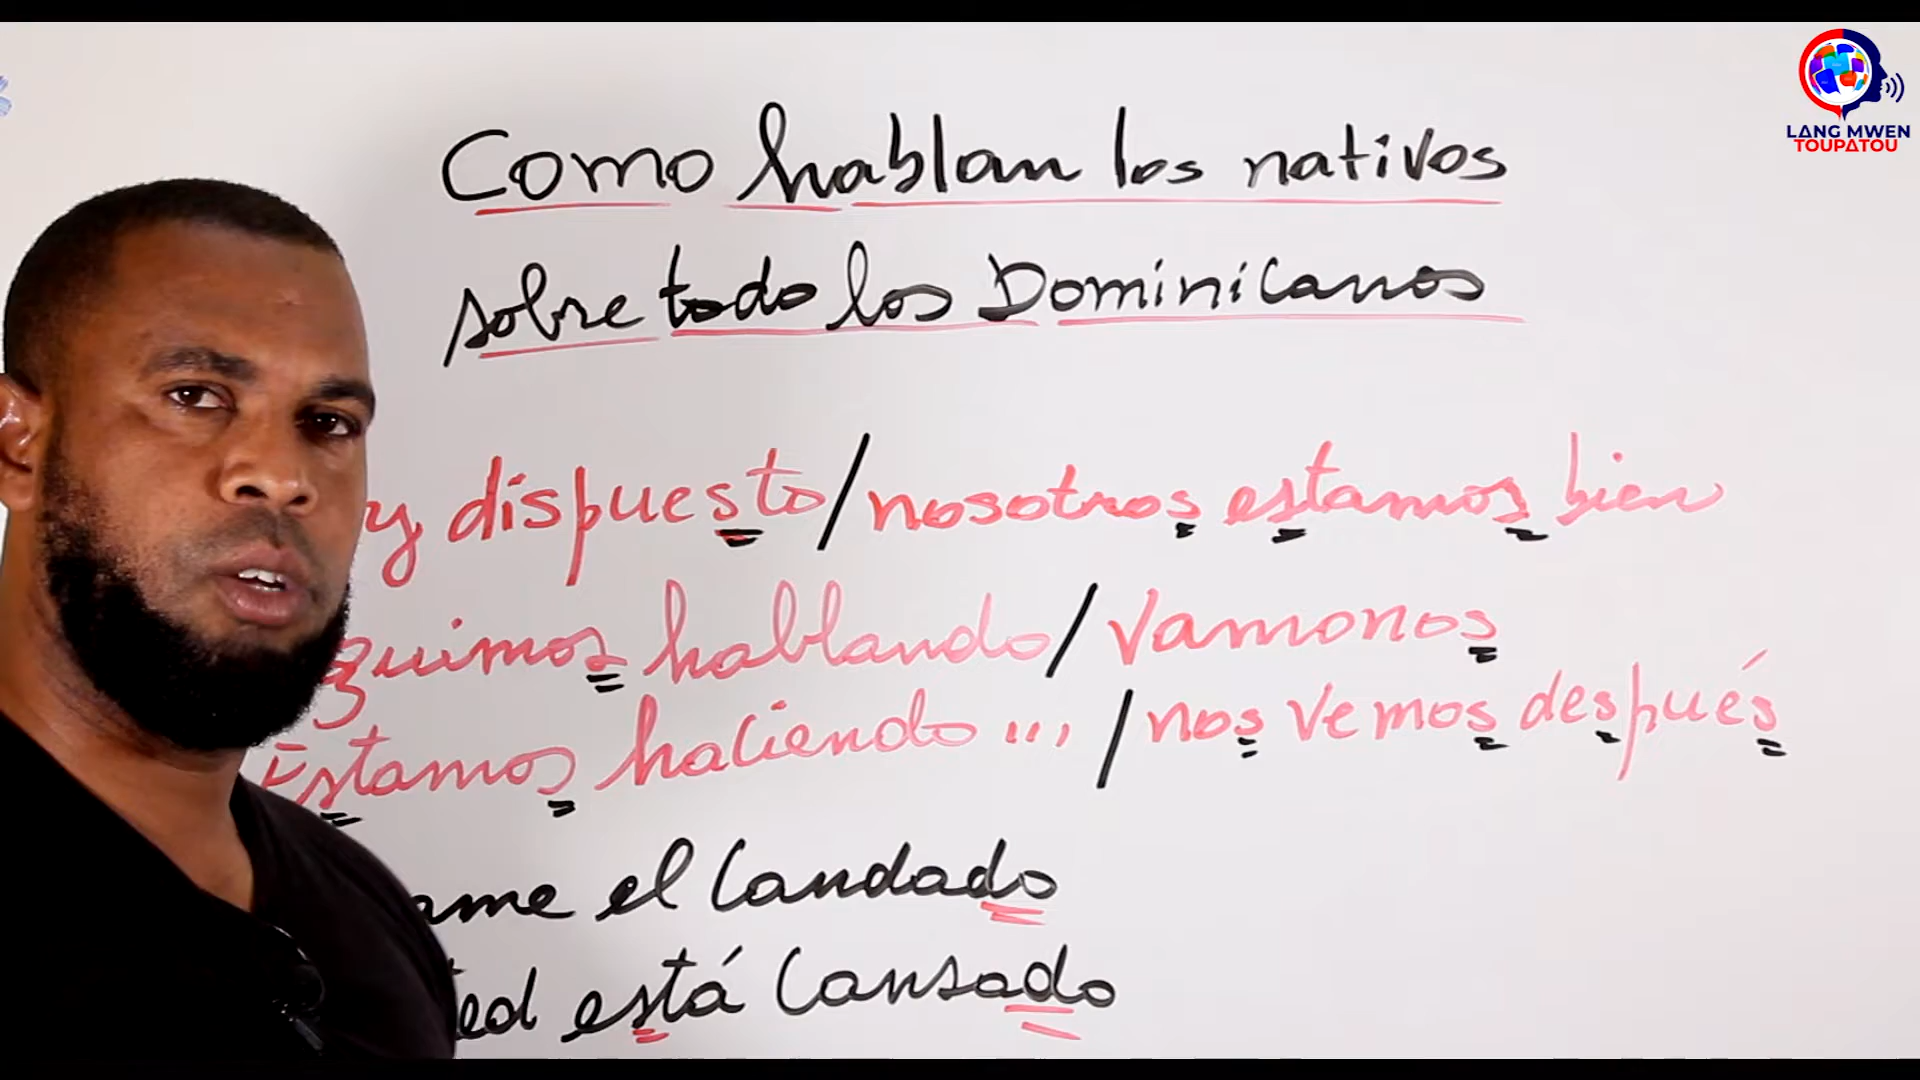 LANG MWEN
TOUPATOU
Como hablan los nativos
sobre todo los Dominicanos
y dispuesto / nosotros estamos bien
guimos hablando / Vamonos
Estamos haciendo ... / nos vemos después
ame el Candado
ted está Cansado